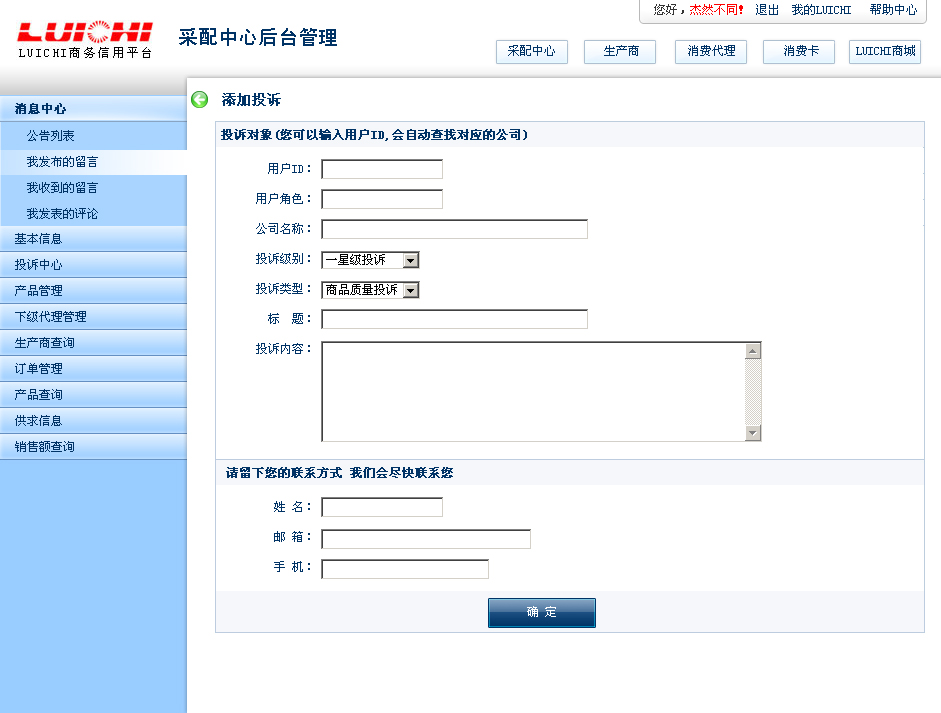 您好，杰然不同! 退出 我的LUICHI 帮助中心
LUICHI
LUICHI商务信用平台
采配中心后台管理
采配中心 生产商 消费代理 消费卡 LUICHI商城
消息中心
公告列表
我发布的留言
我收到的留言
我发表的评论
基本信息
投诉中心
产品管理
下级代理管理
生产商查询
订单管理
产品查询
供求信息
销售额查询
添加投诉
投诉对象(您可以输入用户ID,会自动查找对应的公司)
用户ID：
用户角色：
公司名称：
投诉级别： 一星级投诉
投诉类型： 商品质量投诉
标 题：
投诉内容：
请留下您的联系方式 我们会尽快联系您
姓 名：
邮 箱：
手 机：
确 定